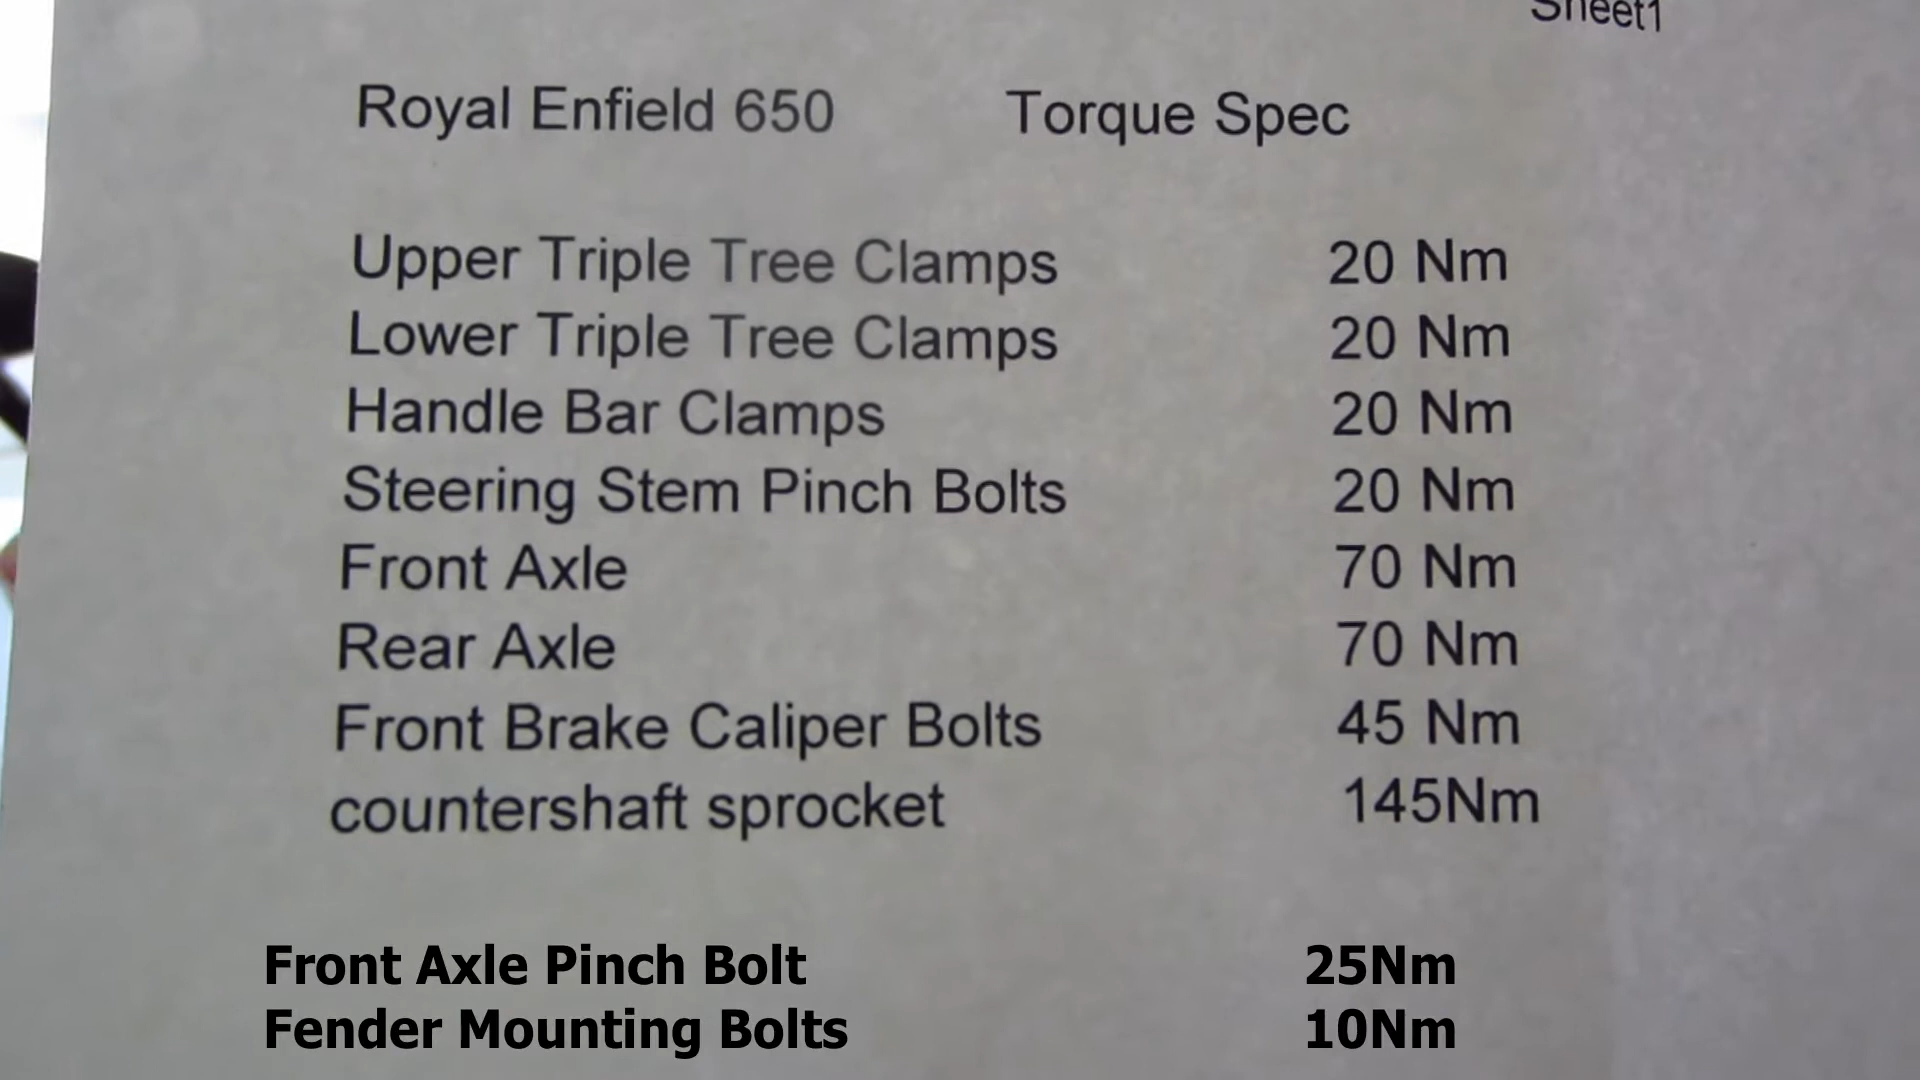 Sheet1
Royal Enfield 650 Torque Spec
Upper Triple Tree Clamps 20 Nm
Lower Triple Tree Clamps 20 Nm
Handle Bar Clamps 20 Nm
Steering Stem Pinch Bolts 20 Nm
Front Axle 70 Nm
Rear Axle 70 Nm
Front Brake Caliper Bolts 45 Nm
countershaft sprocket 145Nm
Front Axle Pinch Bolt 25Nm
Fender Mounting Bolts 10Nm